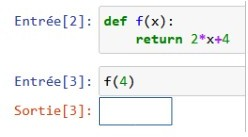 Entrée[2]: def f(x):
return 2*x+4
Entrée[3]: f(4)
Sortie[3]: